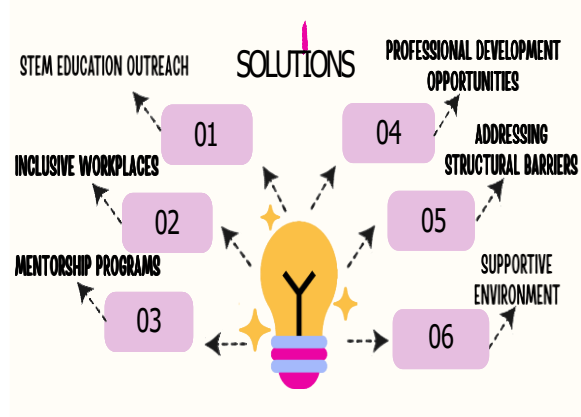 SOLUTIONS
STEM EDUCATION OUTREACH
01
INCLUSIVE WORKPLACES
02
MENTORSHIP PROGRAMS
03
PROFESSIONAL DEVELOPMENT
OPPORTUNITIES
04
ADDRESSING
STRUCTURAL BARRIERS
05
SUPPORTIVE
ENVIRONMENT
06